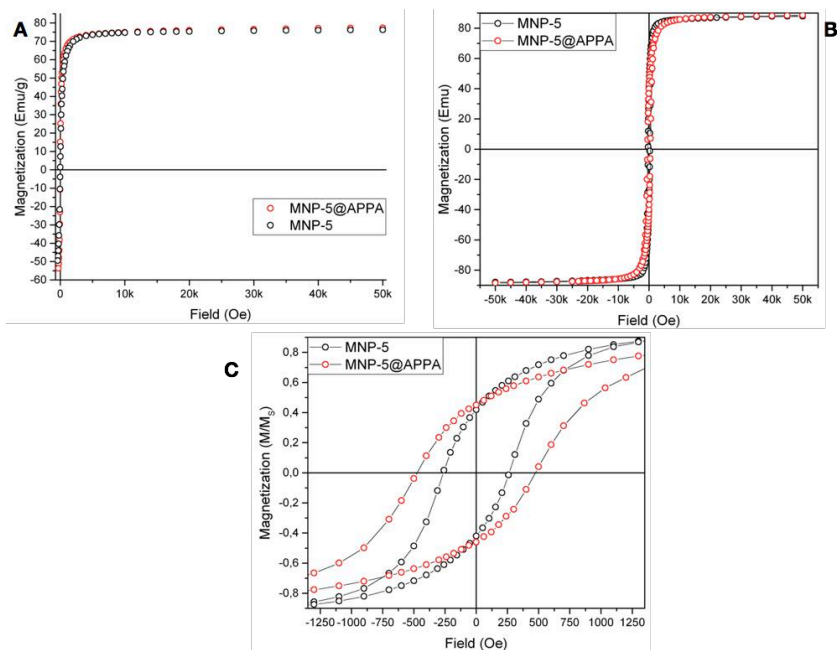 A
Magnetization (Emu/g)
80
70
60
50
40
30
20
10
0
-10
-20
-30
-40
-50
-60
MNP-5@APPA
MNP-5
0 10k 20k 30k 40k 50k
Field (Oe)
B
Magnetization (Emu)
MNP-5
MNP-5@APPA
80
60
40
20
0
-20
-40
-60
-80
-50k -40k -30k -20k -10k 0 10k 20k 30k 40k 50k
Field (Oe)
C
Magnetization (M/MS)
MNP-5
MNP-5@APPA
0,8
0,6
0,4
0,2
0,0
-0,2
-0,4
-0,6
-0,8
-1250 -1000 -750 -500 -250 0 250 500 750 1000 1250
Field (Oe)